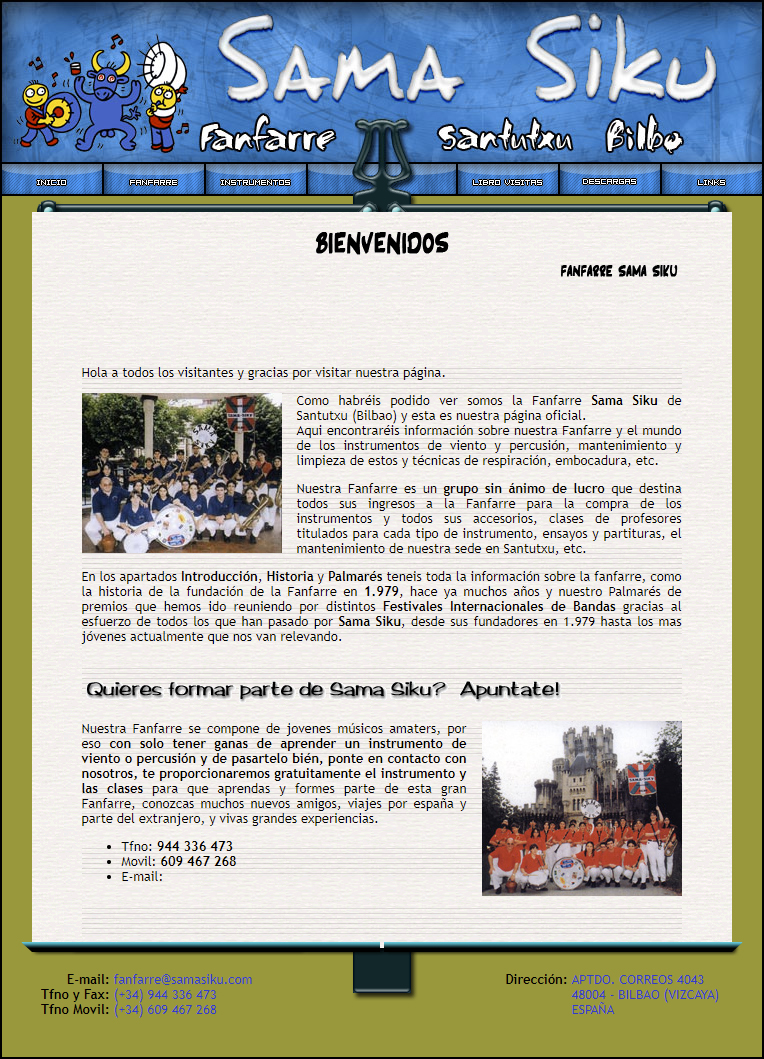 Sama Siku
Fanfarre Santutxu Bilbo
INICIO FANFARRE INSTRUMENTOS LIBRO VISITAS DESCARGAS LINKS
BIENVENIDOS
FANFARRE SAMA SIKU
Hola a todos los visitantes y gracias por visitar nuestra página.
Como habréis podido ver somos la Fanfarre Sama Siku de
Santutxu (Bilbao) y esta es nuestra página oficial.
Aqui encontraréis información sobre nuestra Fanfarre y el mundo
de los instrumentos de viento y percusión, mantenimiento y
limpieza de estos y técnicas de respiración, embocadura, etc.
Nuestra Fanfarre es un grupo sin ánimo de lucro que destina
todos sus ingresos a la Fanfarre para la compra de los
instrumentos y todos sus accesorios, clases de profesores
titulados para cada tipo de instrumento, ensayos y partituras, el
mantenimiento de nuestra sede en Santutxu, etc.
En los apartados Introducción, Historia y Palmarés teneis toda la información sobre la fanfarre, como
la historia de la fundación de la Fanfarre en 1.979, hace ya muchos años y nuestro Palmarés de
premios que hemos ido reuniendo por distintos Festivales Internacionales de Bandas gracias al
esfuerzo de todos los que han pasado por Sama Siku, desde sus fundadores en 1.979 hasta los mas
jóvenes actualmente que nos van relevando.
Quieres formar parte de Sama Siku? Apuntate!
Nuestra Fanfarre se compone de jovenes músicos amaters, por
eso con solo tener ganas de aprender un instrumento de
viento o percusión y de pasartelo bién, ponte en contacto con
nosotros, te proporcionaremos gratuitamente el instrumento y
las clases para que aprendas y formes parte de esta gran
Fanfarre, conozcas muchos nuevos amigos, viajes por españa y
parte del extranjero, y vivas grandes experiencias.
• Tfno: 944 336 473
• Movil: 609 467 268
• E-mail:
E-mail: fanfarre@samasiku.com
Tfno y Fax: (+34) 944 336 473
Tfno Movil: (+34) 609 467 268
Dirección: APTDO. CORREOS 4043
48004 - BILBAO (VIZCAYA)
ESPAÑA